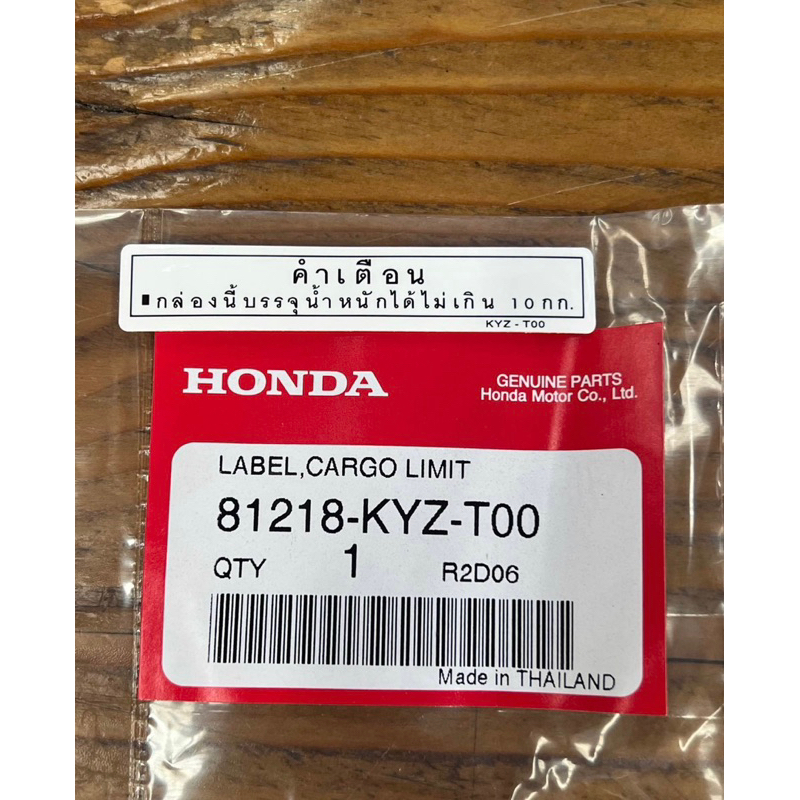 คำเตือน
▮กล่องนี้บรรจุน้ำหนักได้ไม่เกิน 10 กก.
KYZ - T00
HONDA
GENUINE PARTS
Honda Motor Co., Ltd.
LABEL,CARGO LIMIT
81218-KYZ-T00
QTY 1 R2D06
Made in THAILAND